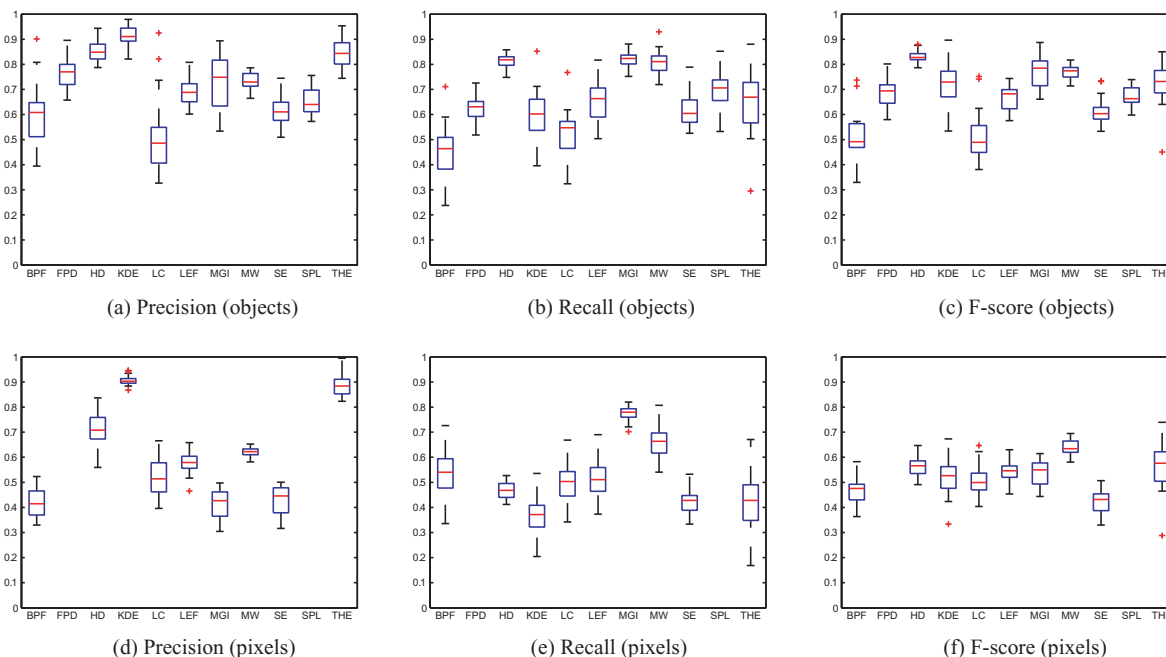 1 1 1
0.9 0.9 0.9
0.8 0.8 0.8
0.7 0.7 0.7
0.6 0.6 0.6
0.5 0.5 0.5
0.4 0.4 0.4
0.3 0.3 0.3
0.2 0.2 0.2
0.1 0.1 0.1
0 0 0
BPF FPD HD KDE LC LEF MGI MW SE SPL THE BPF FPD HD KDE LC LEF MGI MW SE SPL THE BPF FPD HD KDE LC LEF MGI MW SE SPL TH
(a) Precision (objects) (b) Recall (objects) (c) F-score (objects)
1 1 1
0.9 0.9 0.9
0.8 0.8 0.8
0.7 0.7 0.7
0.6 0.6 0.6
0.5 0.5 0.5
0.4 0.4 0.4
0.3 0.3 0.3
0.2 0.2 0.2
0.1 0.1 0.1
0 0 0
BPF FPD HD KDE LC LEF MGI MW SE SPL THE BPF FPD HD KDE LC LEF MGI MW SE SPL THE BPF FPD HD KDE LC LEF MGI MW SE SPL TH
(d) Precision (pixels) (e) Recall (pixels) (f) F-score (pixels)